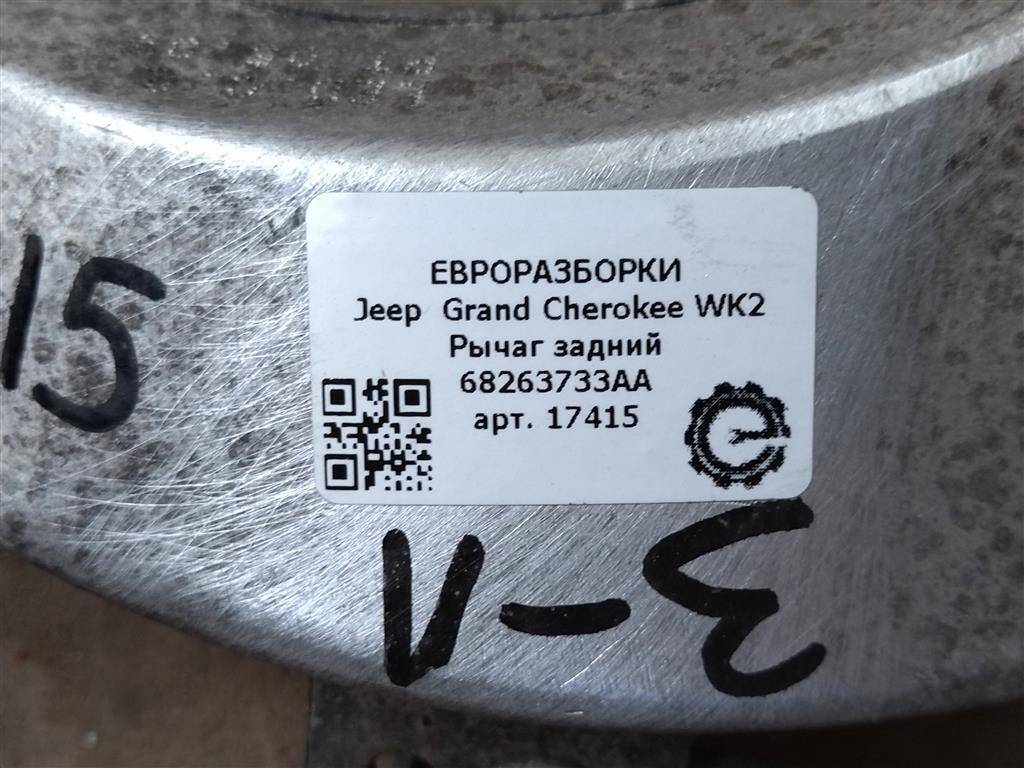 15
ЕВРОРАЗБОРКИ
Jeep Grand Cherokee WK2
Рычаг задний
68263733AA
арт. 17415